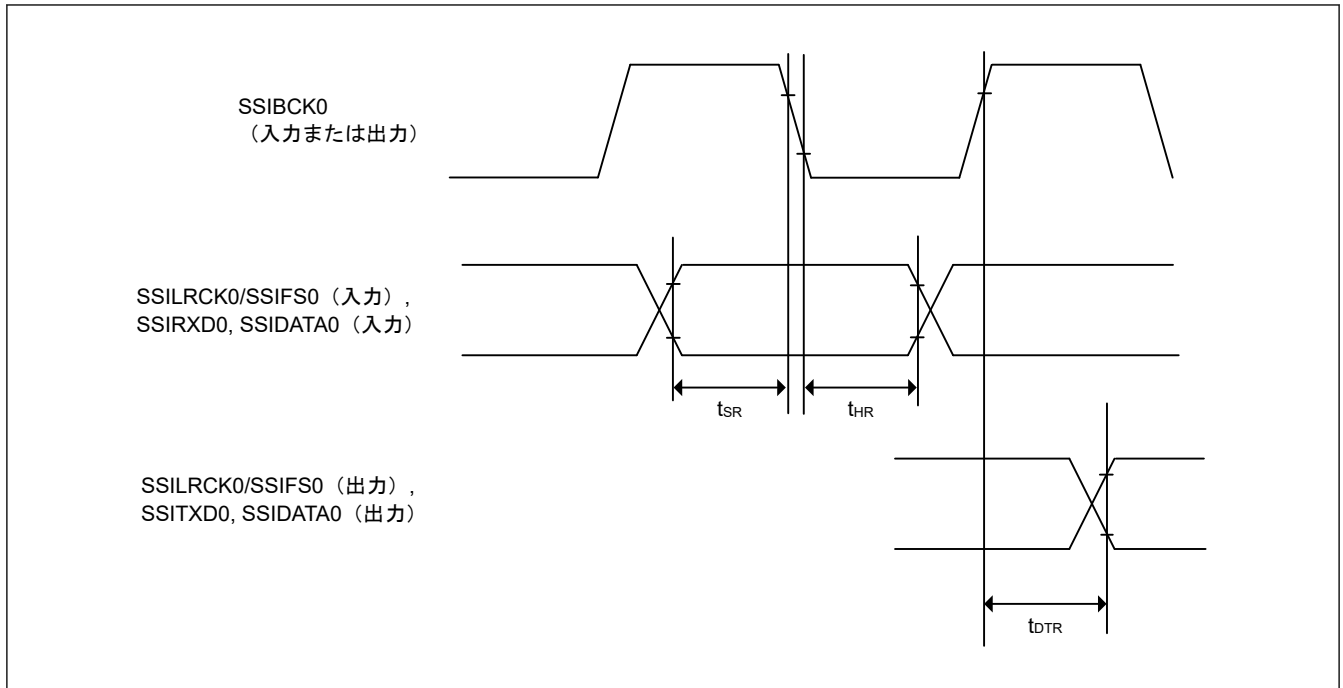 SSIBCK0
（入力または出力）
SSILRCK0/SSIFS0（入力）,
SSIRXD0, SSIDATA0（入力）
tSR
tHR
SSILRCK0/SSIFS0（出力）,
SSITXD0, SSIDATA0（出力）
tDTR